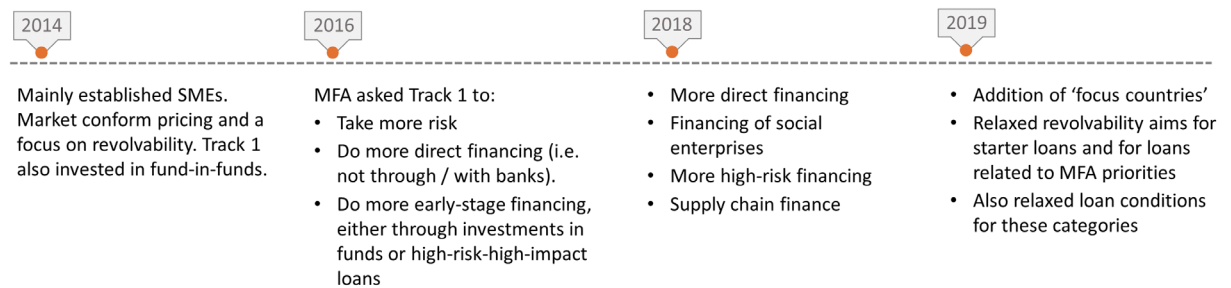 2014
Mainly established SMEs.
Market conform pricing and a
focus on revolvability. Track 1
also invested in fund-in-funds.
2016
MFA asked Track 1 to:
• Take more risk
• Do more direct financing (i.e.
not through / with banks).
• Do more early-stage financing,
either through investments in
funds or high-risk-high-impact
loans
2018
• More direct financing
• Financing of social
enterprises
• More high-risk financing
• Supply chain finance
2019
• Addition of ‘focus countries’
• Relaxed revolvability aims for
starter loans and for loans
related to MFA priorities
• Also relaxed loan conditions
for these categories